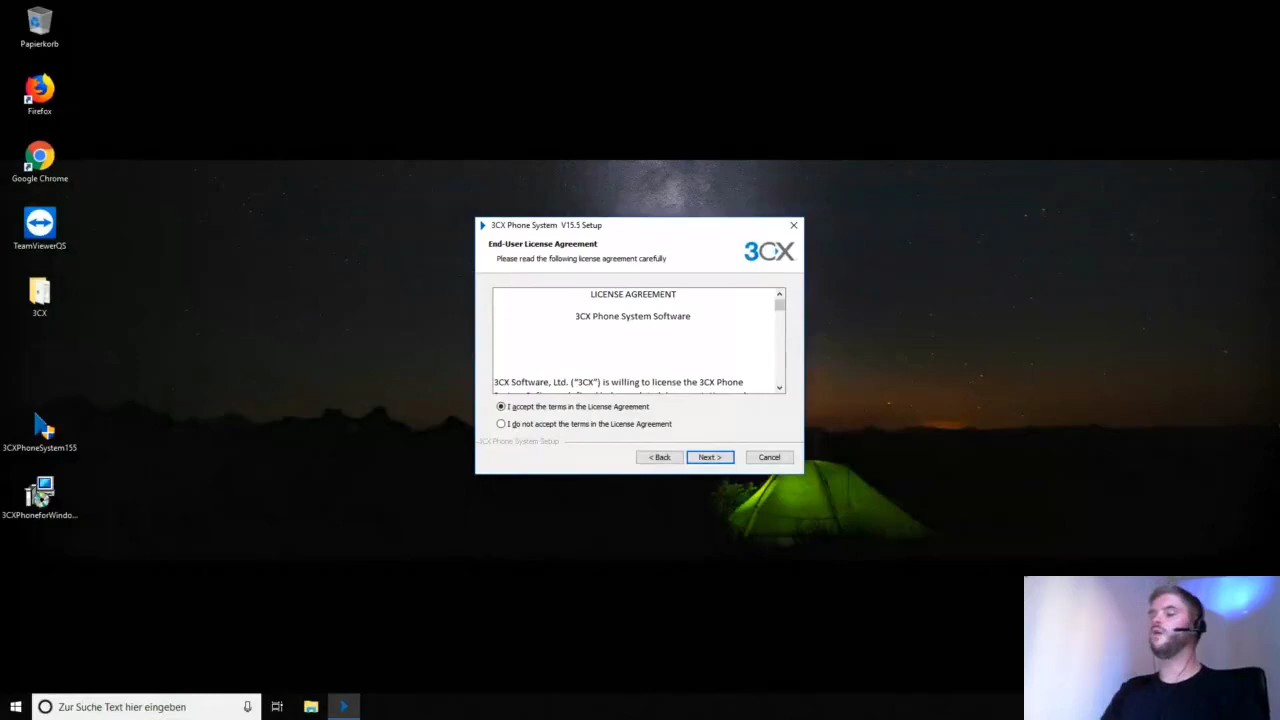 Papierkorb
Firefox
Google Chrome
TeamViewerQS
3CX
3CXPhoneSystem155
3CXPhoneforWindo...
3CX Phone System V15.5 Setup
End-User License Agreement
Please read the following license agreement carefully
3CX
LICENSE AGREEMENT
3CX Phone System Software
3CX Software, Ltd. ("3CX") is willing to license the 3CX Phone
I accept the terms in the License Agreement
I do not accept the terms in the License Agreement
3CX Phone System Setup
< Back
Next >
Cancel
Zur Suche Text hier eingeben